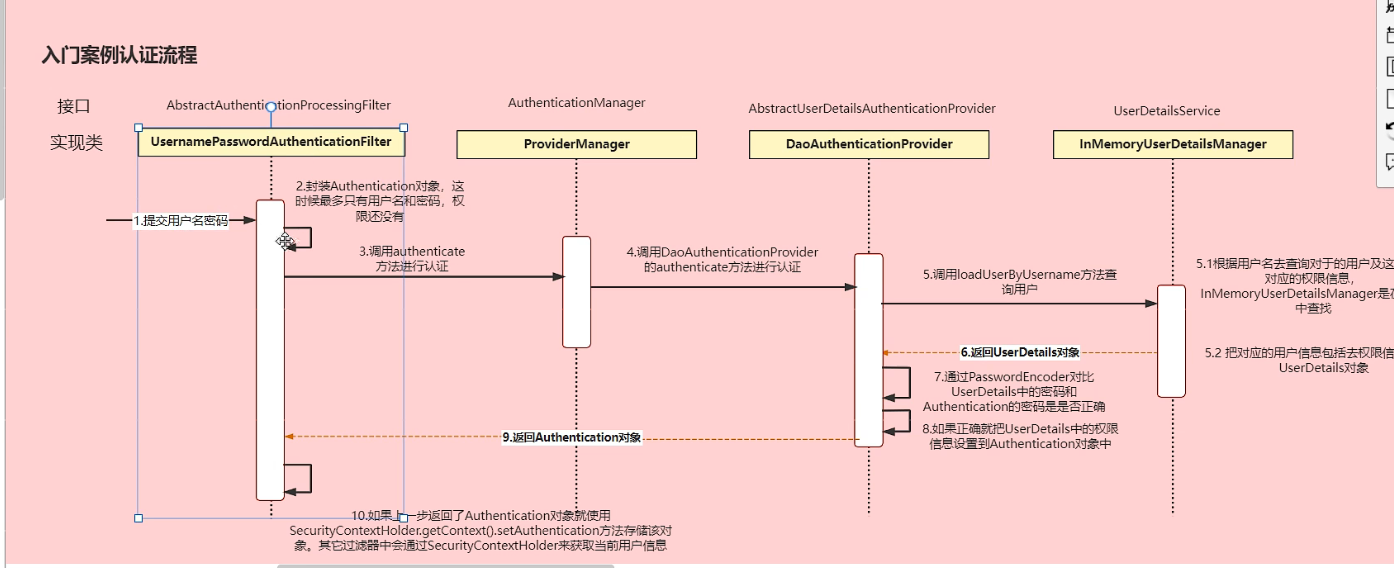 入门案例认证流程
接口
AbstractAuthenticationProcessingFilter
AuthenticationManager
AbstractUserDetailsAuthenticationProvider
UserDetailsService
实现类
UsernamePasswordAuthenticationFilter
ProviderManager
DaoAuthenticationProvider
InMemoryUserDetailsManager
1.提交用户名密码
2.封装Authentication对象，这
时候最多只有用户名和密码，权
限还没有
3.调用authenticate
方法进行认证
4.调用DaoAuthenticationProvider
的authenticate方法进行认证
5.调用loadUserByUsername方法查
询用户
5.1根据用户名去查询对于的用户及这
对应的权限信息，
InMemoryUserDetailsManager是
中查找
6.返回UserDetails对象
5.2 把对应的用户信息包括去权限信
UserDetails对象
7.通过PasswordEncoder对比
UserDetails中的密码和
Authentication的密码是是否正确
8.如果正确就把UserDetails中的权限
信息设置到Authentication对象中
9.返回Authentication对象
10.如果上一步返回了Authentication对象就使用
SecurityContextHolder.getContext().setAuthentication方法存储该对
象。其它过滤器中会通过SecurityContextHolder来获取当前用户信息